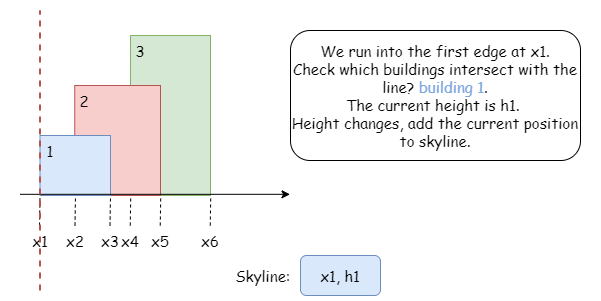 3
2
1
We run into the first edge at x1.
Check which buildings intersect with the
line? building 1.
The current height is h1.
Height changes, add the current position
to skyline.
x1 x2 x3 x4 x5 x6
Skyline: x1, h1